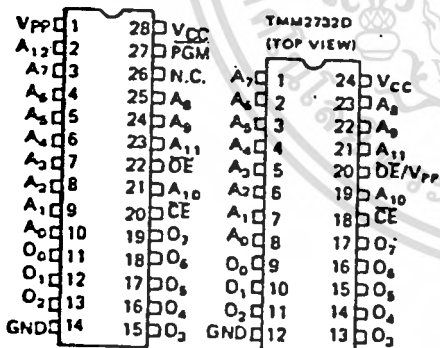 VPP 1 28 VCC
A12 2 27 PGM
A7 3 26 N.C.
A6 4 25 A8
A5 5 24 A9
A4 6 23 A11
A3 7 22 OE
A2 8 21 A10
A1 9 20 CE
A0 10 19 O7
O0 11 18 O6
O1 12 17 O5
O2 13 16 O4
GND 14 15 O3
TMM2732D
(TOP VIEW)
A7 1 24 VCC
A6 2 23 A8
A5 3 22 A9
A4 4 21 A11
A3 5 20 OE/VPP
A2 6 19 A10
A1 7 18 CE
A0 8 17 O7
O0 9 16 O6
O1 10 15 O5
O2 11 14 O4
GND 12 13 O3